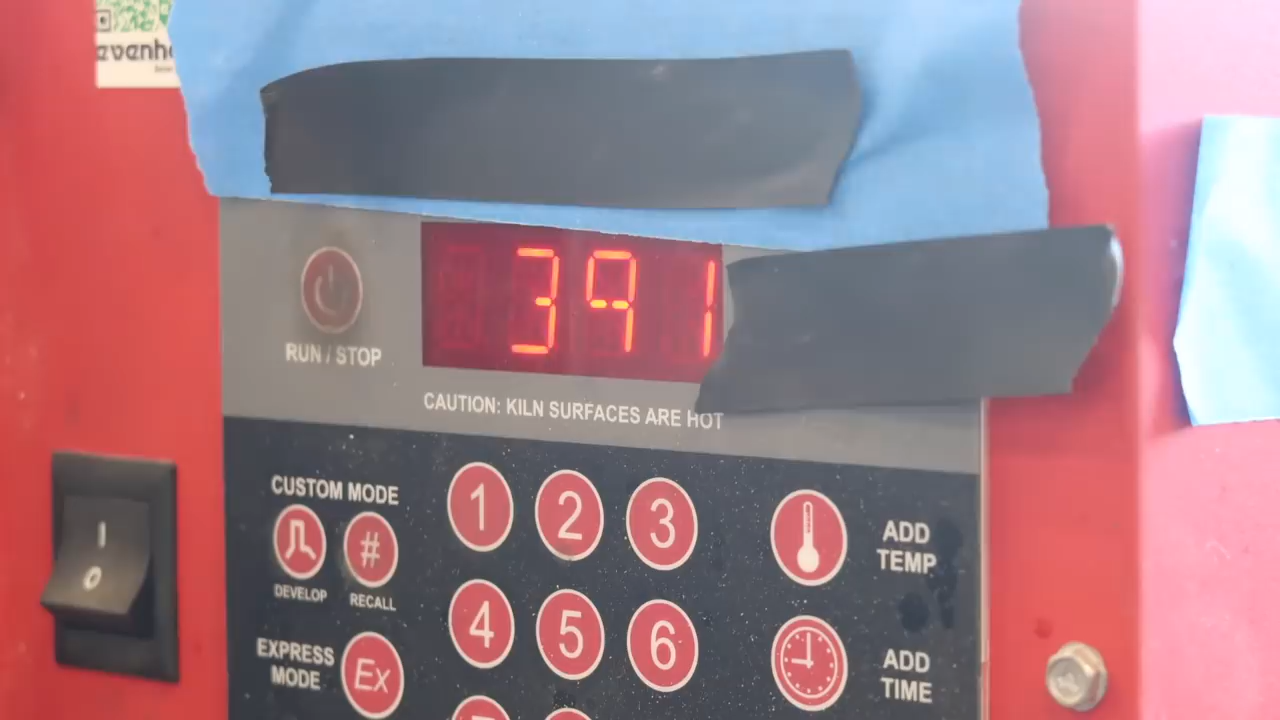 evenhe
391
RUN / STOP
CAUTION: KILN SURFACES ARE HOT
CUSTOM MODE
1 2 3
ADD TEMP
#
DEVELOP
RECALL
4 5 6
EXPRESS MODE
Ex
ADD TIME
I
O